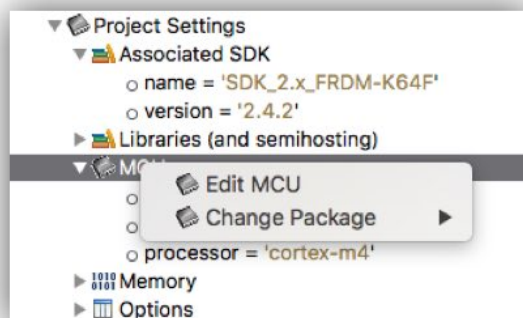 Project Settings
Associated SDK
name = 'SDK_2.x_FRDM-K64F'
version = '2.4.2'
Libraries (and semihosting)
Edit MCU
Change Package
processor = 'cortex-m4'
Memory
Options